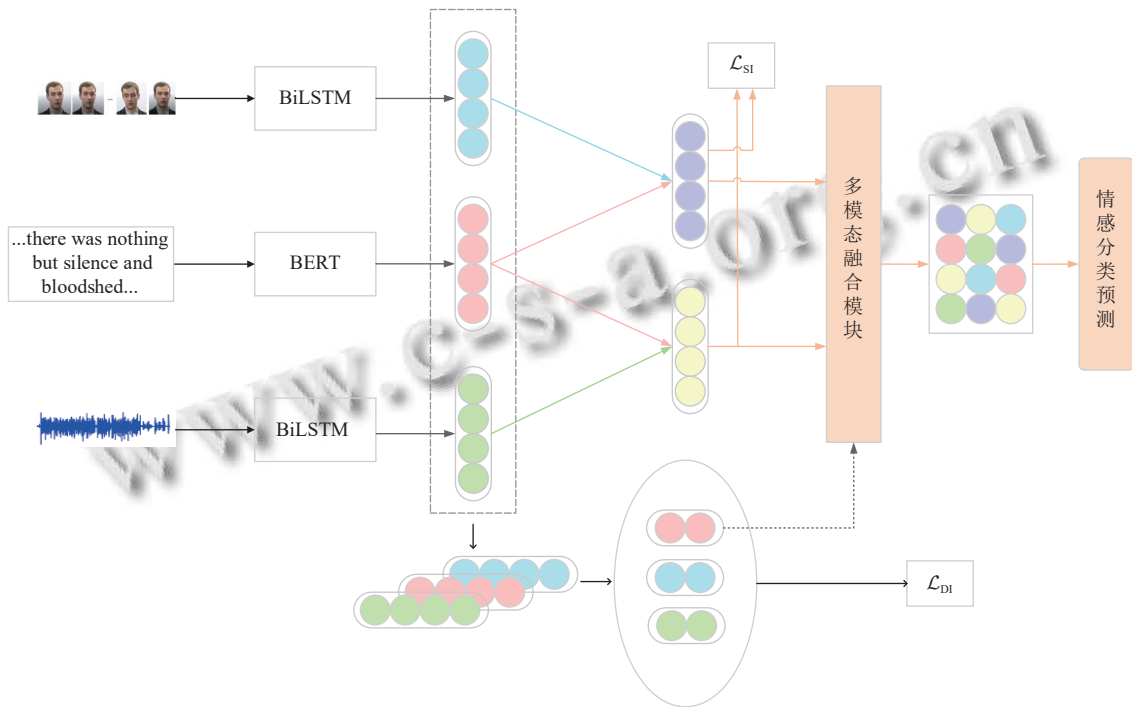 BiLSTM
ℒSI
...there was nothing
but silence and
bloodshed...
BERT
BiLSTM
多模态融合模块
情感分类预测
ℒDI
www.c-s-a.org.cn